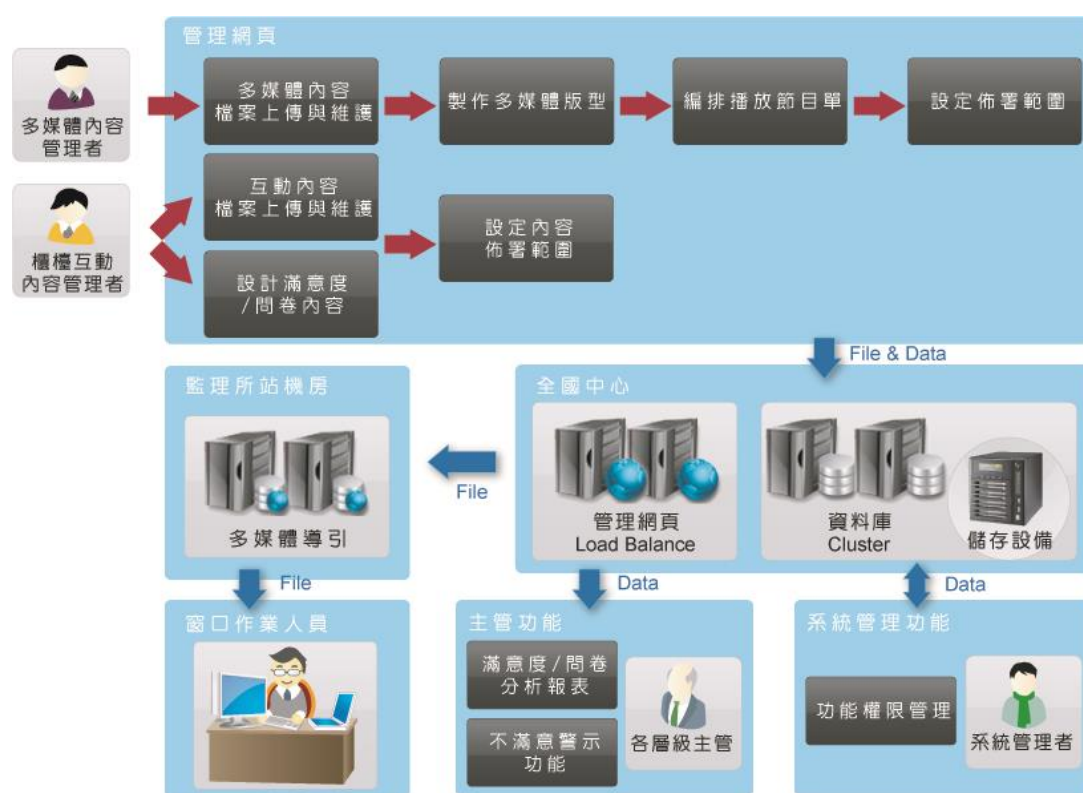 管理網頁
多媒體內容
管理者
多媒體內容
檔案上傳與維護
製作多媒體版型
編排播放節目單
設定佈署範圍
櫃檯互動
內容管理者
互動內容
檔案上傳與維護
設計滿意度
/問卷內容
設定內容
佈署範圍
File & Data
監理所站機房
多媒體導引
File
全國中心
管理網頁
Load Balance
資料庫
Cluster
儲存設備
File
Data
Data
窗口作業人員
主管功能
滿意度/問卷
分析報表
不滿意警示
功能
各層級主管
系統管理功能
功能權限管理
系統管理者